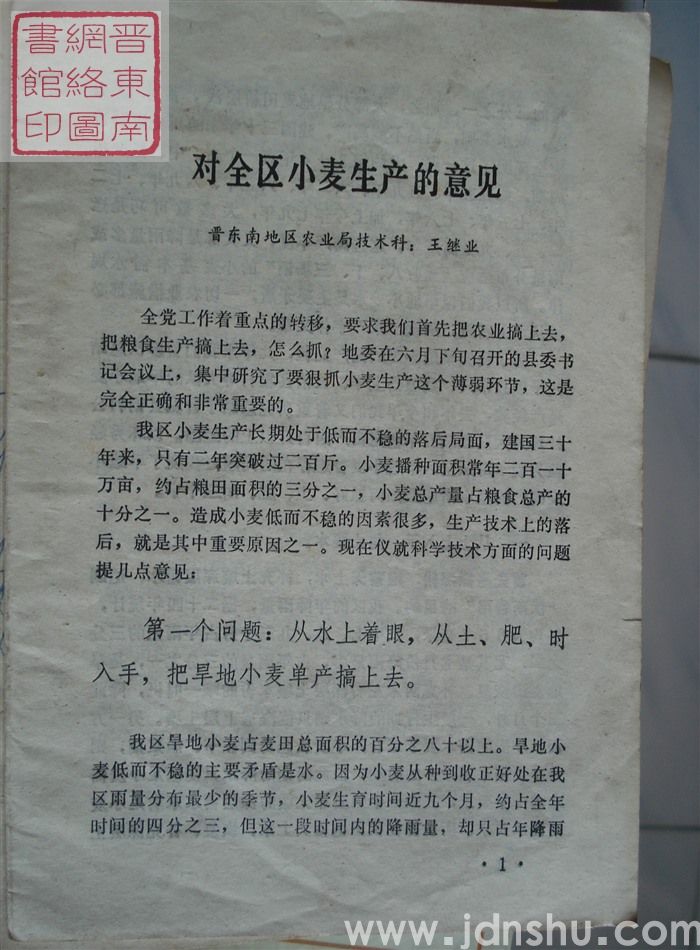 晋东南
網絡圖
書館印
对全区小麦生产的意见
晋东南地区农业局技术科：王继业
全党工作着重点的转移，要求我们首先把农业搞上去，
把粮食生产搞上去，怎么抓？地委在六月下旬召开的县委书
记会议上，集中研究了要狠抓小麦生产这个薄弱环节，这是
完全正确和非常重要的。
我区小麦生产长期处于低而不稳的落后局面，建国三十
年来，只有二年突破过二百斤。小麦播种面积常年二百一十
万亩，约占粮田面积的三分之一，小麦总产量占粮食总产的
十分之一。造成小麦低而不稳的因素很多，生产技术上的落
后，就是其中重要原因之一。现在仪就科学技术方面的问题
提几点意见：
第一个问题：从水上着眼，从土、肥、时
入手，把旱地小麦单产搞上去。
我区旱地小麦占麦田总面积的百分之八十以上。旱地小
麦低而不稳的主要矛盾是水。因为小麦从种到收正好处在我
区雨量分布最少的季节，小麦生育时间近九个月，约占全年
时间的四分之三，但这一段时间内的降雨量，却只占年降雨
·1·
www.jdnshu.com